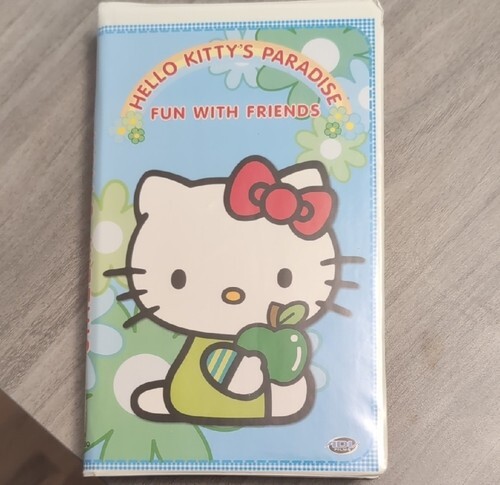 HELLO KITTY'S PARADISE
FUN WITH FRIENDS